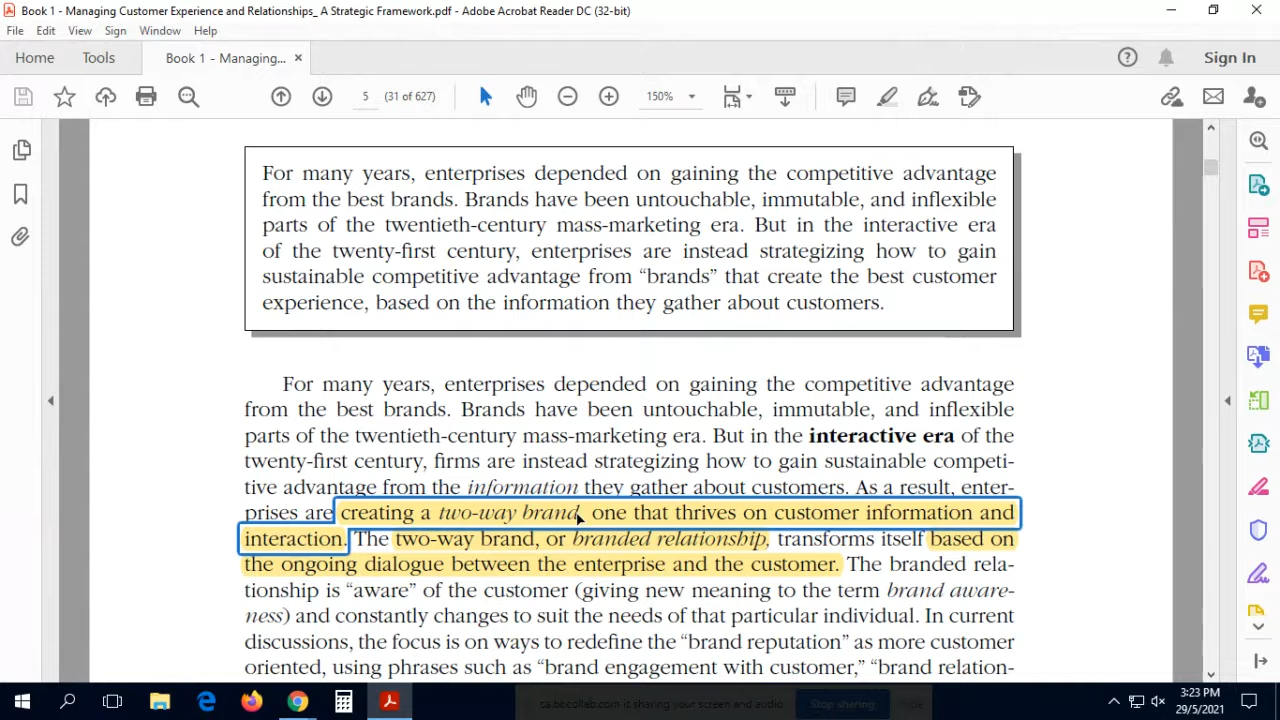 Book 1 - Managing Customer Experience and Relationships_ A Strategic Framework.pdf - Adobe Acrobat Reader DC (32-bit)
File Edit View Sign Window Help
Home Tools Book 1 - Managing... × Sign In
5 (31 of 627) 150%
For many years, enterprises depended on gaining the competitive advantage
from the best brands. Brands have been untouchable, immutable, and inflexible
parts of the twentieth-century mass-marketing era. But in the interactive era
of the twenty-first century, enterprises are instead strategizing how to gain
sustainable competitive advantage from “brands” that create the best customer
experience, based on the information they gather about customers.
For many years, enterprises depended on gaining the competitive advantage
from the best brands. Brands have been untouchable, immutable, and inflexible
parts of the twentieth-century mass-marketing era. But in the interactive era of the
twenty-first century, firms are instead strategizing how to gain sustainable competi-
tive advantage from the information they gather about customers. As a result, enter-
prises are creating a two-way brand, one that thrives on customer information and
interaction. The two-way brand, or branded relationship, transforms itself based on
the ongoing dialogue between the enterprise and the customer. The branded rela-
tionship is “aware” of the customer (giving new meaning to the term brand aware-
ness) and constantly changes to suit the needs of that particular individual. In current
discussions, the focus is on ways to redefine the “brand reputation” as more customer
oriented, using phrases such as “brand engagement with customer,” “brand relation-
ca.bbcollab.com is sharing your screen and audio Stop sharing Hide
3:23 PM
29/5/2021